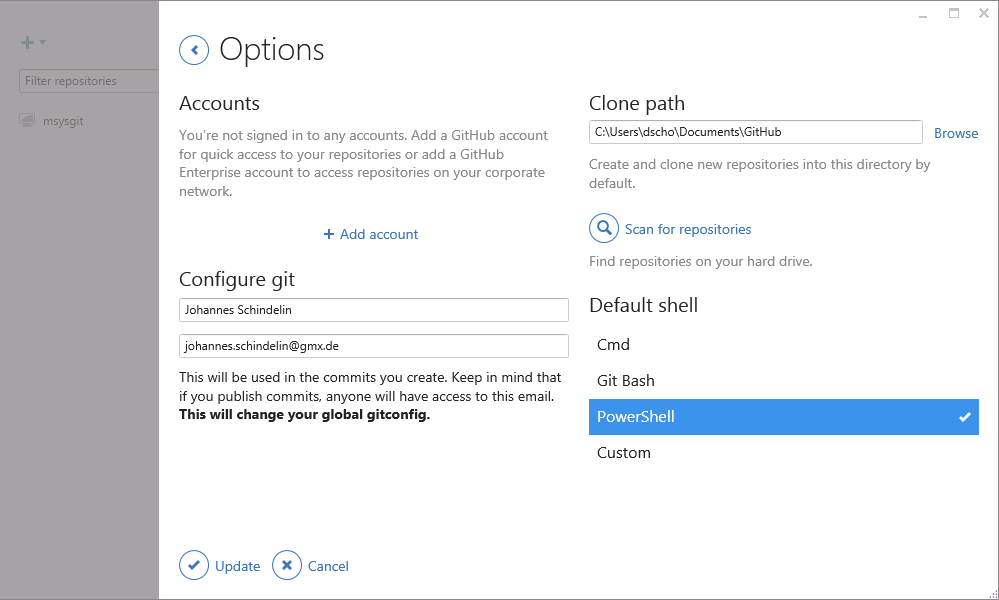 Filter repositories
msysgit
Options
Accounts
You're not signed in to any accounts. Add a GitHub account
for quick access to your repositories or add a GitHub
Enterprise account to access repositories on your corporate
network.
+ Add account
Configure git
Johannes Schindelin
johannes.schindelin@gmx.de
This will be used in the commits you create. Keep in mind that
if you publish commits, anyone will have access to this email.
This will change your global gitconfig.
Update
Cancel
Clone path
C:\Users\dscho\Documents\GitHub
Browse
Create and clone new repositories into this directory by
default.
Scan for repositories
Find repositories on your hard drive.
Default shell
Cmd
Git Bash
PowerShell
Custom